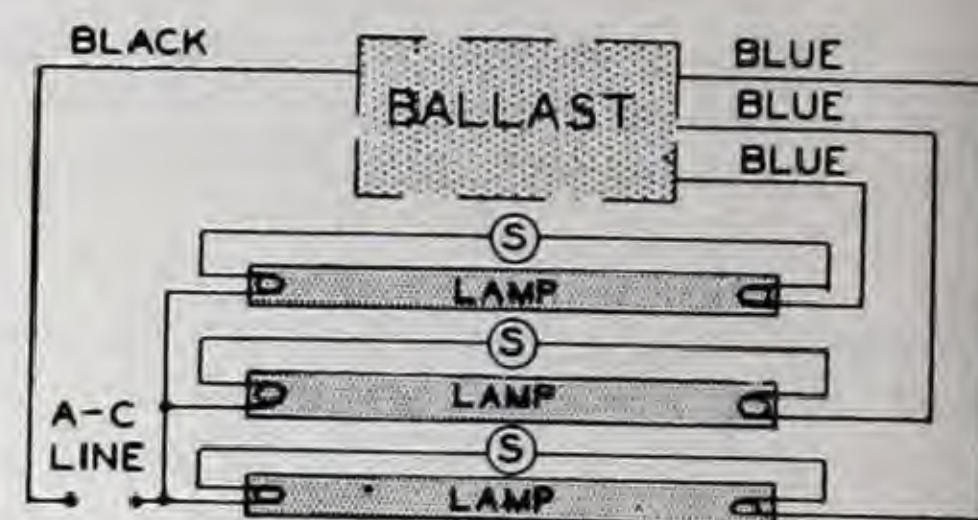 BLACK
BALLAST
BLUE
BLUE
BLUE
S
LAMP
S
LAMP
A-C
LINE
S
LAMP